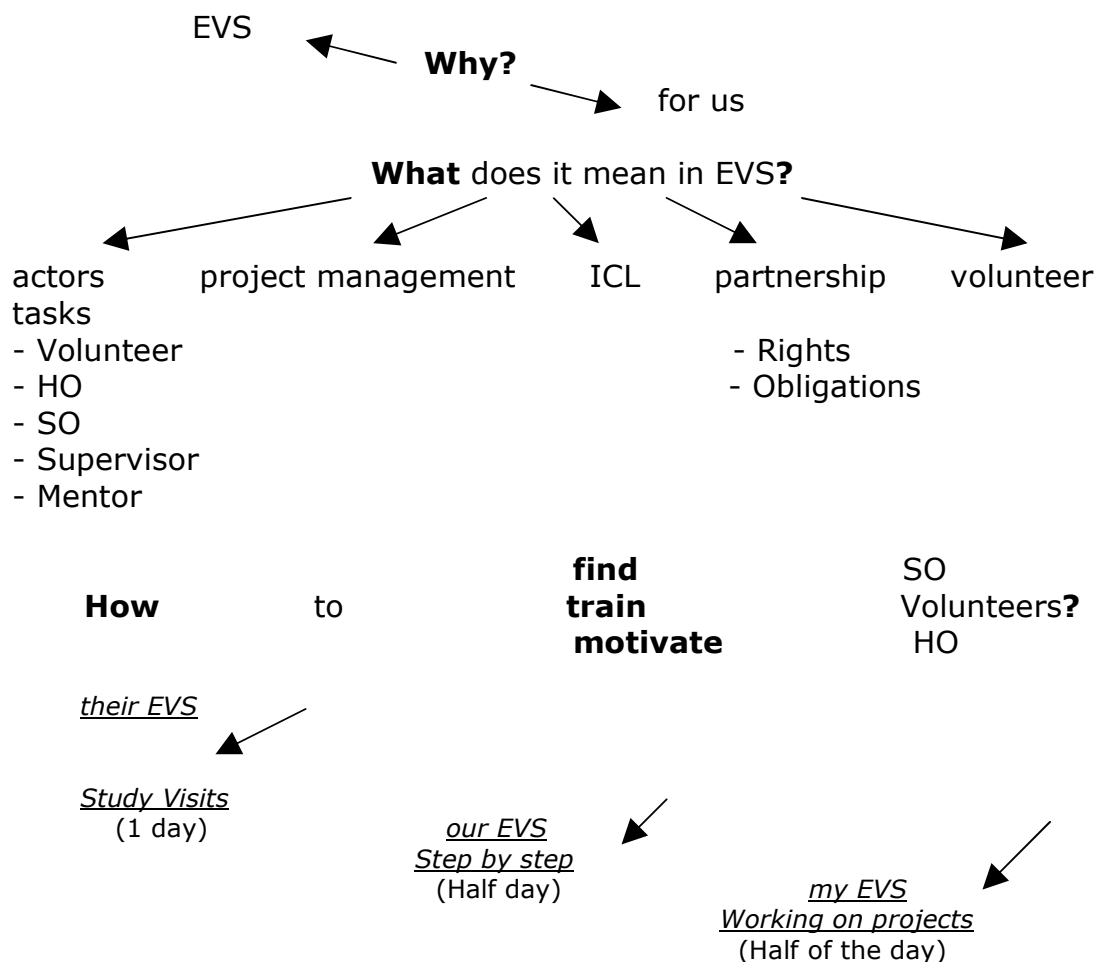 EVS
Why?
for us
What does it mean in EVS?
actors project management ICL partnership volunteer
tasks
- Volunteer - Rights
- HO - Obligations
- SO
- Supervisor
- Mentor
find SO
How to train Volunteers?
motivate HO
their EVS
Study Visits
(1 day)
our EVS
Step by step
(Half day)
my EVS
Working on projects
(Half of the day)